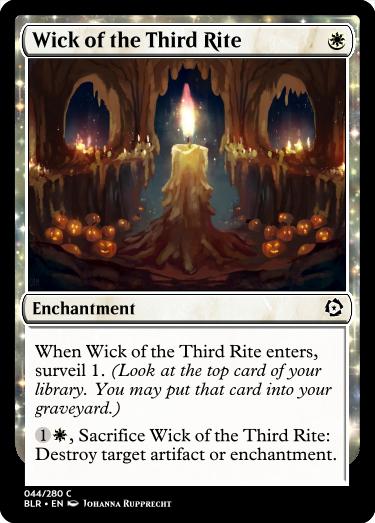 Wick of the Third Rite
Enchantment
When Wick of the Third Rite enters,
surveil 1. (Look at the top card of your
library. You may put that card into your
graveyard.)
1, Sacrifice Wick of the Third Rite:
Destroy target artifact or enchantment.
044/280 C
BLR • EN Johanna Rupprecht